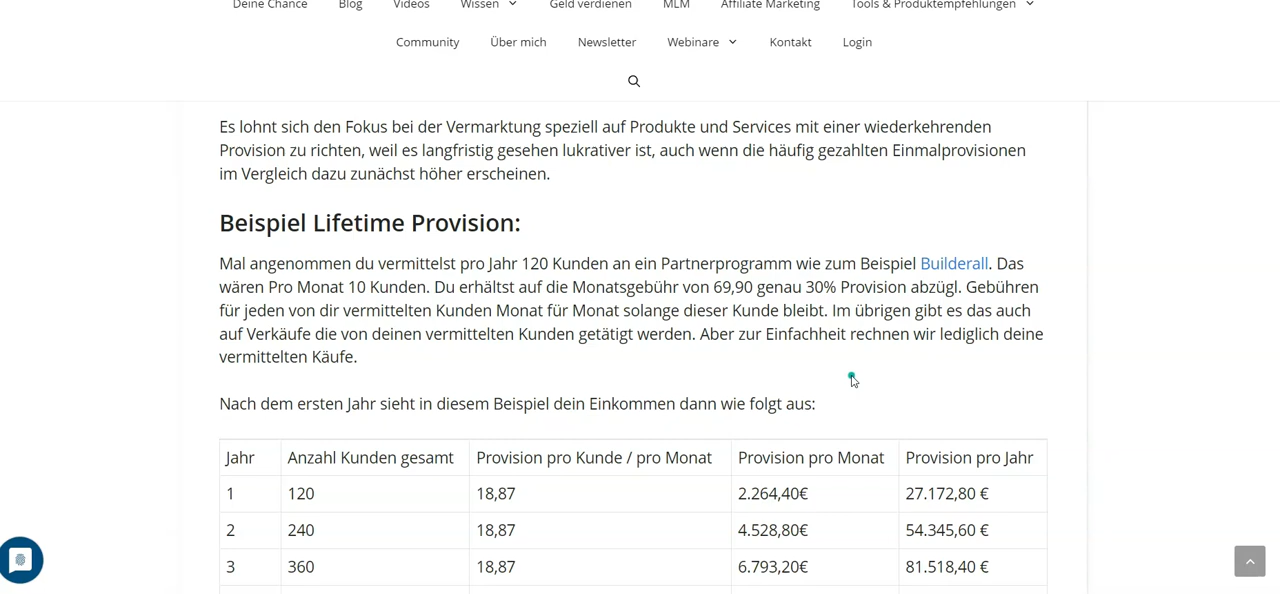 Deine Chance Blog Videos Wissen Geld verdienen MLM Affiliate Marketing Tools & Produktempfehlungen
Community Über mich Newsletter Webinare Kontakt Login
Es lohnt sich den Fokus bei der Vermarktung speziell auf Produkte und Services mit einer wiederkehrenden
Provision zu richten, weil es langfristig gesehen lukrativer ist, auch wenn die häufig gezahlten Einmalprovisionen
im Vergleich dazu zunächst höher erscheinen.
Beispiel Lifetime Provision:
Mal angenommen du vermittelst pro Jahr 120 Kunden an ein Partnerprogramm wie zum Beispiel Builderall. Das
wären Pro Monat 10 Kunden. Du erhältst auf die Monatsgebühr von 69,90 genau 30% Provision abzügl. Gebühren
für jeden von dir vermittelten Kunden Monat für Monat solange dieser Kunde bleibt. Im übrigen gibt es das auch
auf Verkäufe die von deinen vermittelten Kunden getätigt werden. Aber zur Einfachheit rechnen wir lediglich deine
vermittelten Käufe.
Nach dem ersten Jahr sieht in diesem Beispiel dein Einkommen dann wie folgt aus:
Jahr Anzahl Kunden gesamt Provision pro Kunde / pro Monat Provision pro Monat Provision pro Jahr
1 120 18,87 2.264,40€ 27.172,80 €
2 240 18,87 4.528,80€ 54.345,60 €
3 360 18,87 6.793,20€ 81.518,40 €